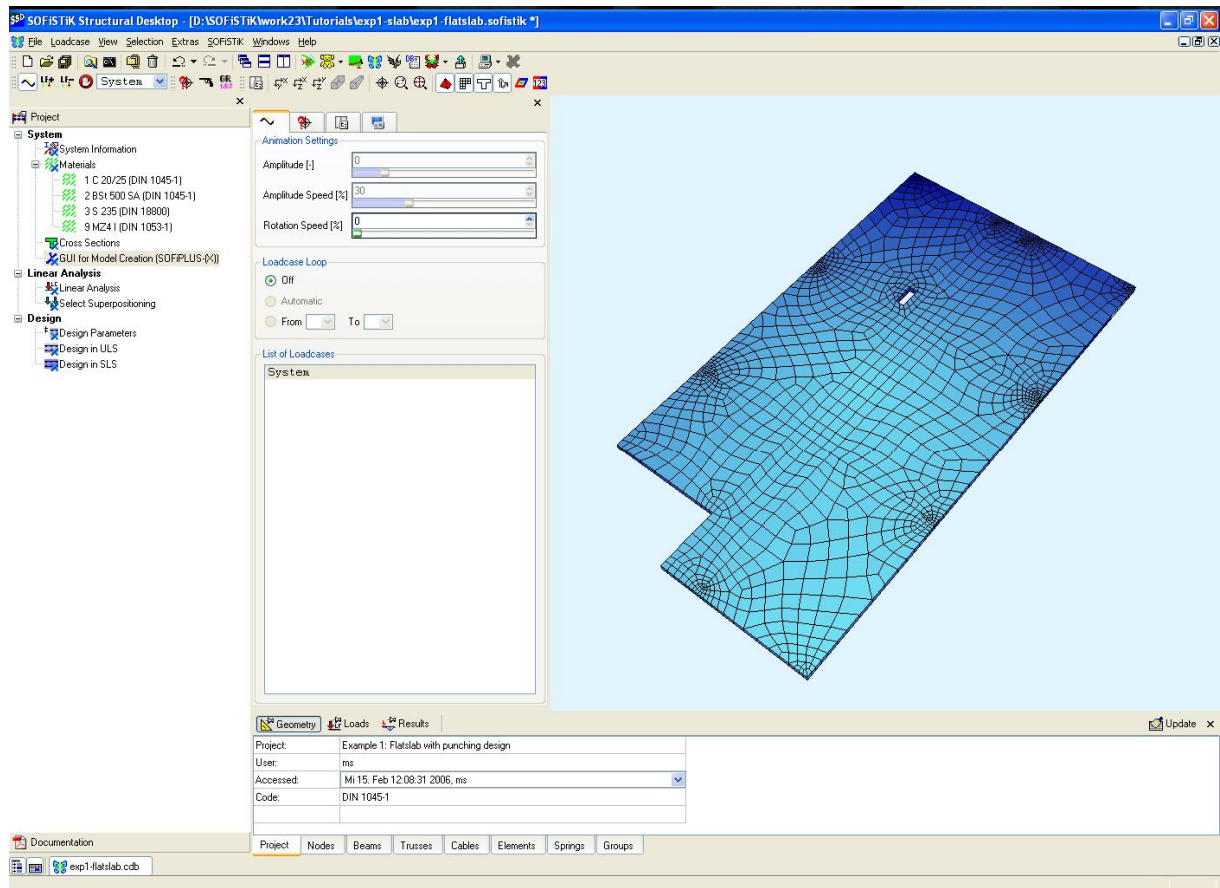 SOFiSTiK Structural Desktop - [D:\SOFiSTiK\work23\Tutorials\exp1-slab\exp1-flatslab.sofistik *]
File Loadcase View Selection Extras SOFiSTiK Windows Help
System
Project
System
System Information
Materials
1 C 20/25 (DIN 1045-1)
2 BSt 500 SA (DIN 1045-1)
3 S 235 (DIN 18800)
9 MZ4 I (DIN 1053-1)
Cross Sections
GUI for Model Creation (SOFiPLUS-(X))
Linear Analysis
Linear Analysis
Select Superpositioning
Design
Design Parameters
Design in ULS
Design in SLS
Animation Settings
Amplitude [-] 0
Amplitude Speed [%] 30
Rotation Speed [%] 0
Loadcase Loop
Off
Automatic
From To
List of Loadcases
System
Geometry Loads Results Update
Project: Example 1: Flatslab with punching design
User: ms
Accessed: Mi 15. Feb 12:08:31 2006, ms
Code: DIN 1045-1
Project Nodes Beams Trusses Cables Elements Springs Groups
Documentation
exp1-flatslab.cdb